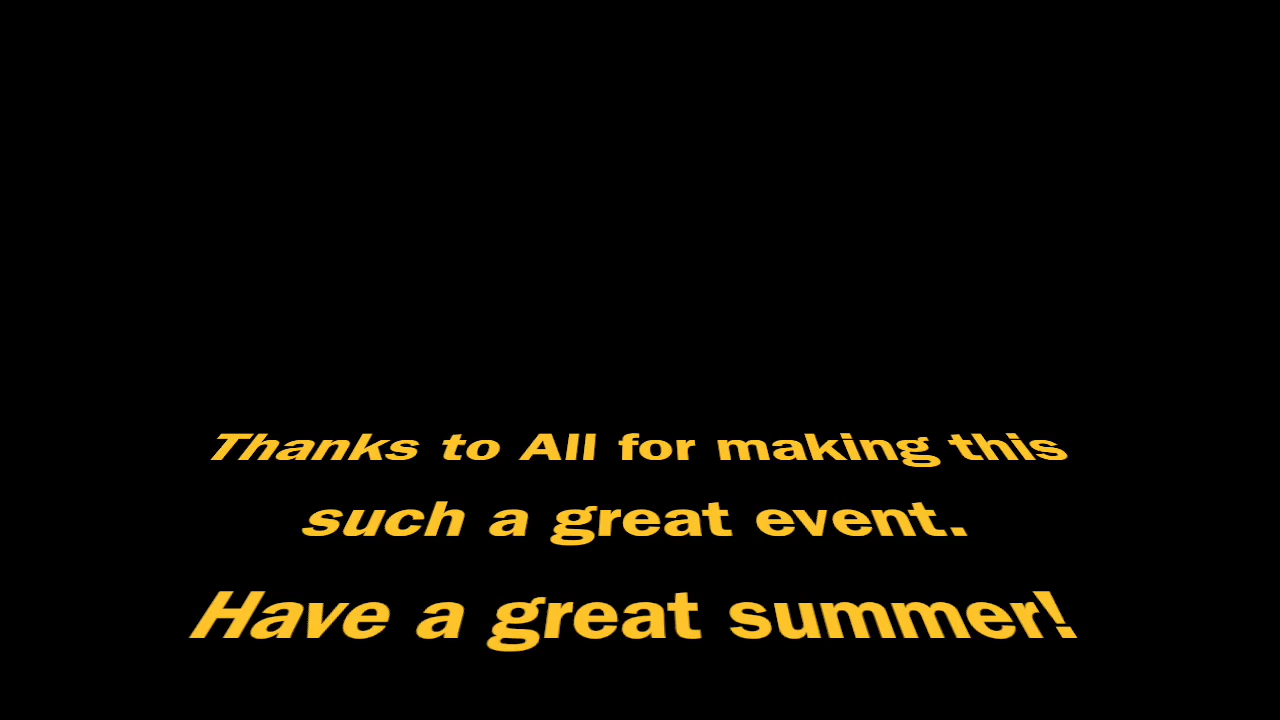 Thanks to All for making this
such a great event.
Have a great summer!